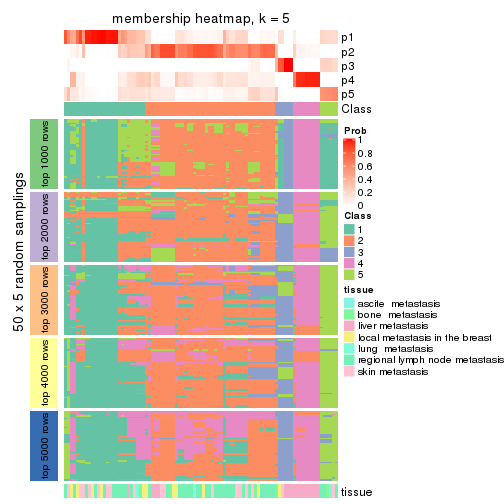 membership heatmap, k = 5
p1
p2
p3
p4
p5
Class
50 x 5 random samplings
top 1000 rows
top 2000 rows
top 3000 rows
top 4000 rows
top 5000 rows
tissue
Prob
1
0.8
0.6
0.4
0.2
0
Class
1
2
3
4
5
tissue
ascite metastasis
bone metastasis
liver metastasis
local metastasis in the breast
lung metastasis
regional lymph node metastasis
skin metastasis